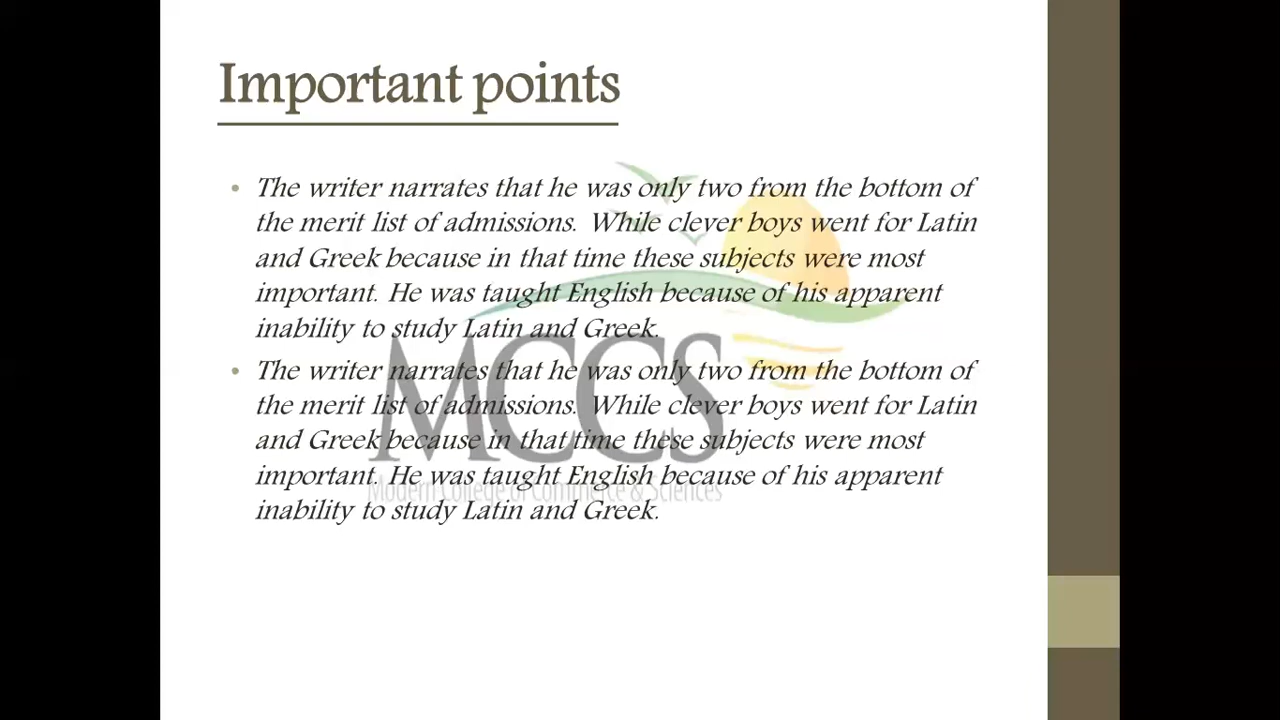 Important points
• The writer narrates that he was only two from the bottom of
the merit list of admissions. While clever boys went for Latin
and Greek because in that time these subjects were most
important. He was taught English because of his apparent
inability to study Latin and Greek.
• The writer narrates that he was only two from the bottom of
the merit list of admissions. While clever boys went for Latin
and Greek because in that time these subjects were most
important. He was taught English because of his apparent
inability to study Latin and Greek.
MCCS
Modern College of Commerce & Sciences